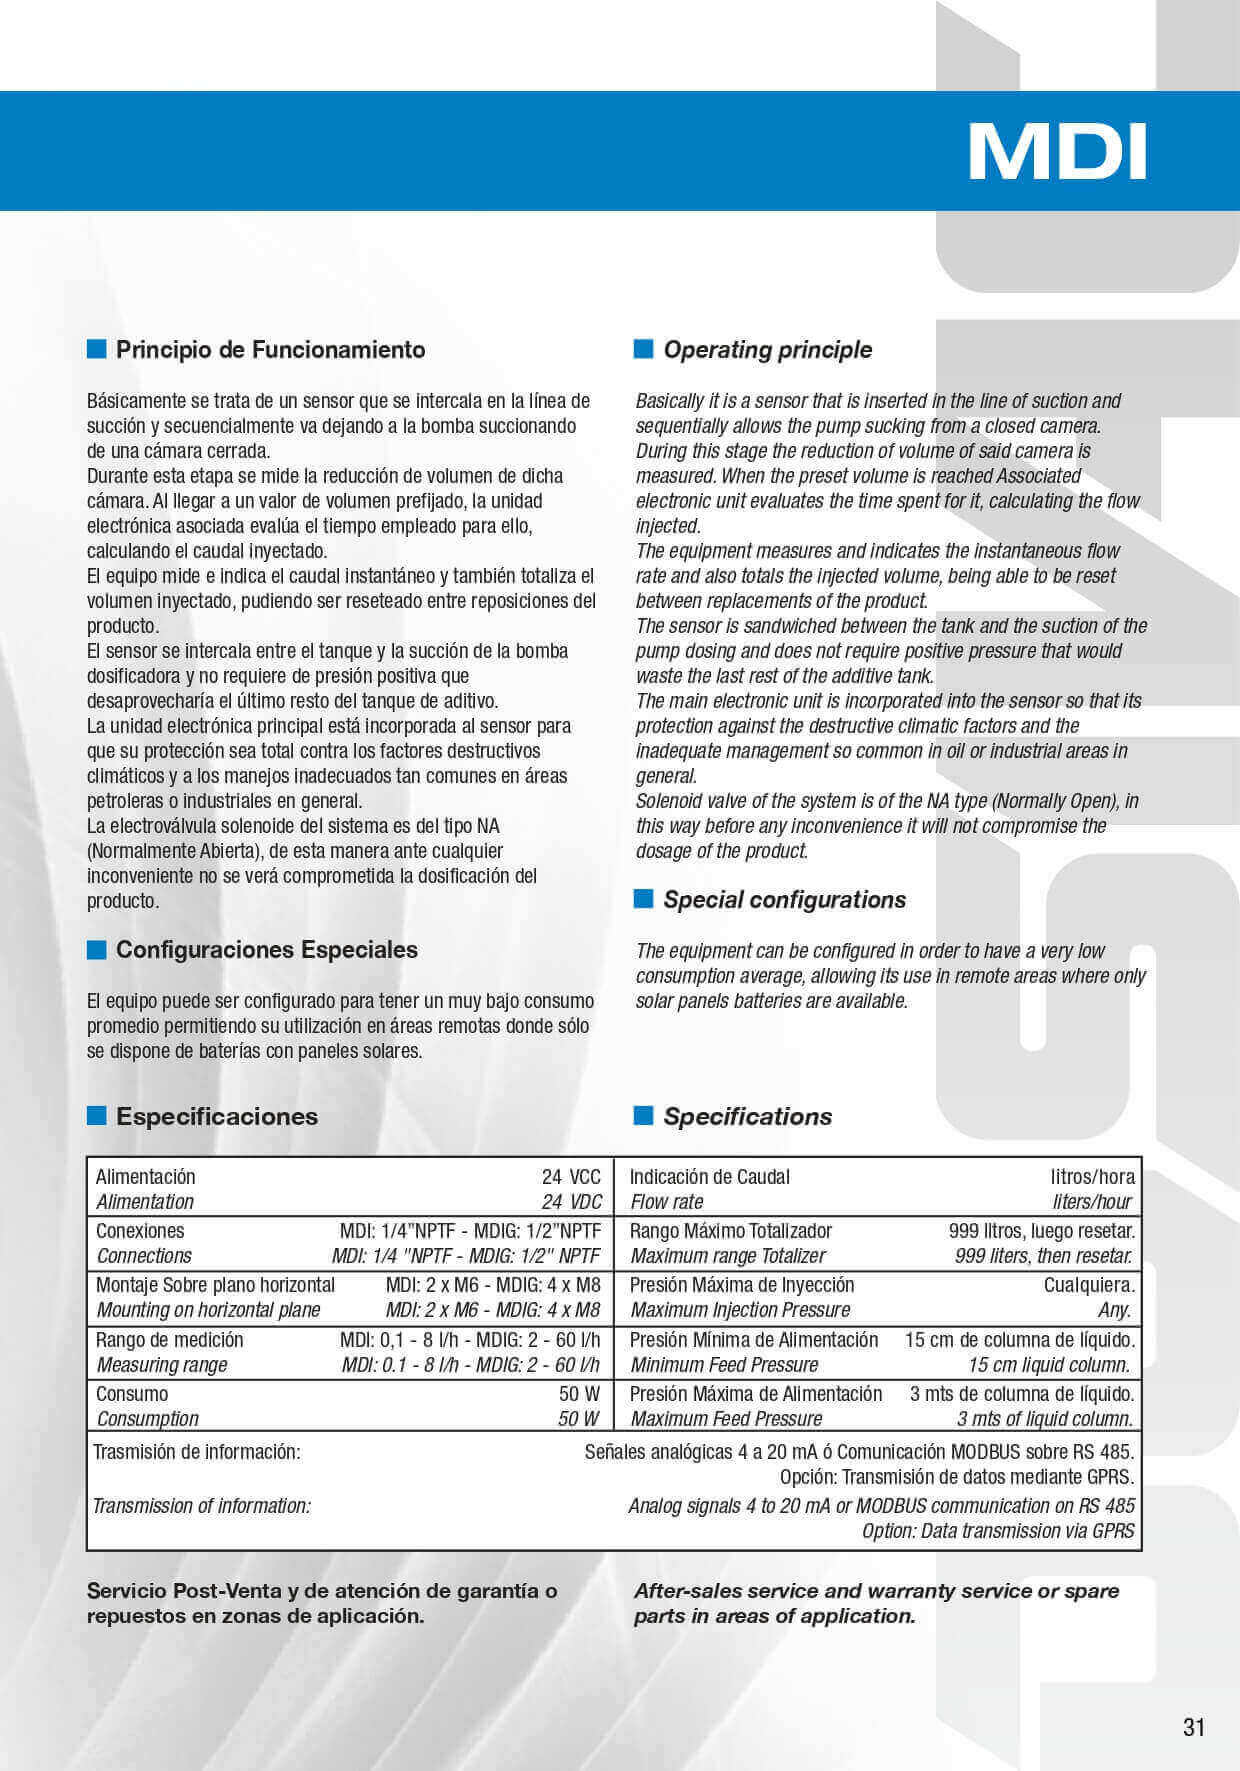 MDI
Principio de Funcionamiento
Básicamente se trata de un sensor que se intercala en la línea de
succión y secuencialmente va dejando a la bomba succionando
de una cámara cerrada.
Durante esta etapa se mide la reducción de volumen de dicha
cámara. Al llegar a un valor de volumen prefijado, la unidad
electrónica asociada evalúa el tiempo empleado para ello,
calculando el caudal inyectado.
El equipo mide e indica el caudal instantáneo y también totaliza el
volumen inyectado, pudiendo ser reseteado entre reposiciones del
producto.
El sensor se intercala entre el tanque y la succión de la bomba
dosificadora y no requiere de presión positiva que
desaprovecharía el último resto del tanque de aditivo.
La unidad electrónica principal está incorporada al sensor para
que su protección sea total contra los factores destructivos
climáticos y a los manejos inadecuados tan comunes en áreas
petroleras o industriales en general.
La electroválvula solenoide del sistema es del tipo NA
(Normalmente Abierta), de esta manera ante cualquier
inconveniente no se verá comprometida la dosificación del
producto.
Configuraciones Especiales
El equipo puede ser configurado para tener un muy bajo consumo
promedio permitiendo su utilización en áreas remotas donde sólo
se dispone de baterías con paneles solares.
Operating principle
Basically it is a sensor that is inserted in the line of suction and
sequentially allows the pump sucking from a closed camera.
During this stage the reduction of volume of said camera is
measured. When the preset volume is reached Associated
electronic unit evaluates the time spent for it, calculating the flow
injected.
The equipment measures and indicates the instantaneous flow
rate and also totals the injected volume, being able to be reset
between replacements of the product.
The sensor is sandwiched between the tank and the suction of the
pump dosing and does not require positive pressure that would
waste the last rest of the additive tank.
The main electronic unit is incorporated into the sensor so that its
protection against the destructive climatic factors and the
inadequate management so common in oil or industrial areas in
general.
Solenoid valve of the system is of the NA type (Normally Open), in
this way before any inconvenience it will not compromise the
dosage of the product.
Special configurations
The equipment can be configured in order to have a very low
consumption average, allowing its use in remote areas where only
solar panels batteries are available.
Especificaciones
Specifications
Alimentación 24 VCC
Alimentation 24 VDC
Conexiones MDI: 1/4”NPTF - MDIG: 1/2”NPTF
Connections MDI: 1/4 "NPTF - MDIG: 1/2" NPTF
Montaje Sobre plano horizontal MDI: 2 x M6 - MDIG: 4 x M8
Mounting on horizontal plane MDI: 2 x M6 - MDIG: 4 x M8
Rango de medición MDI: 0,1 - 8 l/h - MDIG: 2 - 60 l/h
Measuring range MDI: 0.1 - 8 l/h - MDIG: 2 - 60 l/h
Consumo 50 W
Consumption 50 W
Indicación de Caudal litros/hora
Flow rate liters/hour
Rango Máximo Totalizador 999 lltros, luego resetar.
Maximum range Totalizer 999 liters, then resetar.
Presión Máxima de Inyección Cualquiera.
Maximum Injection Pressure Any.
Presión Mínima de Alimentación 15 cm de columna de líquido.
Minimum Feed Pressure 15 cm liquid column.
Presión Máxima de Alimentación 3 mts de columna de líquido.
Maximum Feed Pressure 3 mts of liquid column.
Trasmisión de información: Señales analógicas 4 a 20 mA ó Comunicación MODBUS sobre RS 485.
Opción: Transmisión de datos mediante GPRS.
Transmission of information: Analog signals 4 to 20 mA or MODBUS communication on RS 485
Option: Data transmission via GPRS
Servicio Post-Venta y de atención de garantía o
repuestos en zonas de aplicación.
After-sales service and warranty service or spare
parts in areas of application.
31